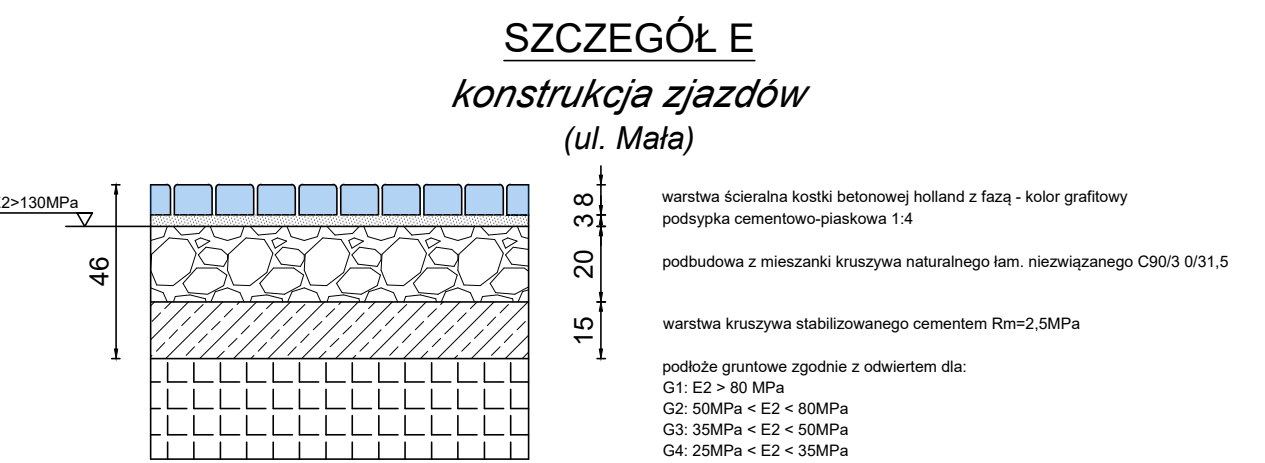 SZCZEGÓŁ E
konstrukcja zjazdów
(ul. Mała)
2>130MPa
46
8
3
20
15
warstwa ścieralna kostki betonowej holland z fazą - kolor grafitowy
podsypka cementowo-piaskowa 1:4
podbudowa z mieszanki kruszywa naturalnego łam. niezwiązanego C90/3 0/31,5
warstwa kruszywa stabilizowanego cementem Rm=2,5MPa
podłoże gruntowe zgodnie z odwiertem dla:
G1: E2 > 80 MPa
G2: 50MPa < E2 < 80MPa
G3: 35MPa < E2 < 50MPa
G4: 25MPa < E2 < 35MPa